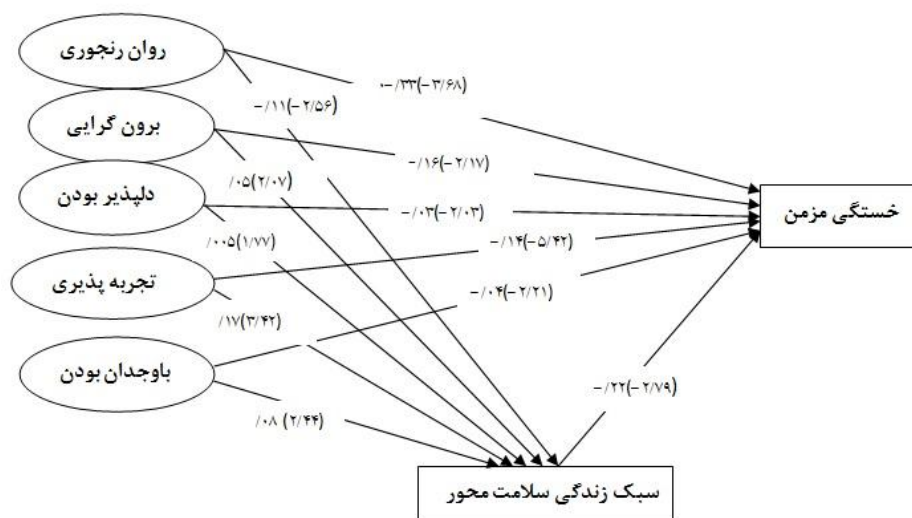 روان رنجوری
۰-/۳۳(-۳/۶۸)
-/۱۱(-۲/۵۶)
برون گرایی
-/۱۶(-۲/۱۷)
/۰۵(۲/۰۷)
دلپذیر بودن
-/۰۳(-۲/۰۳)
خستگی مزمن
/۰۰۵(۱/۷۷)
-/۱۴(-۵/۴۲)
تجربه پذیری
-/۰۴(-۲/۲۱)
/۱۷(۳/۴۲)
باوجدان بودن
-/۲۲(-۲/۷۹)
/۰۸ (۲/۴۴)
سبک زندگی سلامت محور